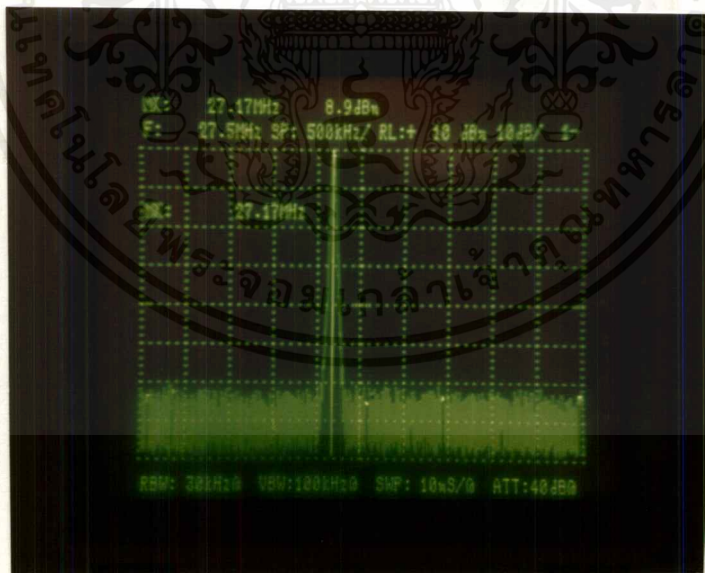 MK: 27.17MHz 8.9dBm
F: 27.5MHz SP: 500kHz/ RL:+ 10 dBm 10dB/
MK: 27.17MHz
RBW: 30kHz@ VBW:100kHz@ SWP: 10mS/@ ATT:40dB@